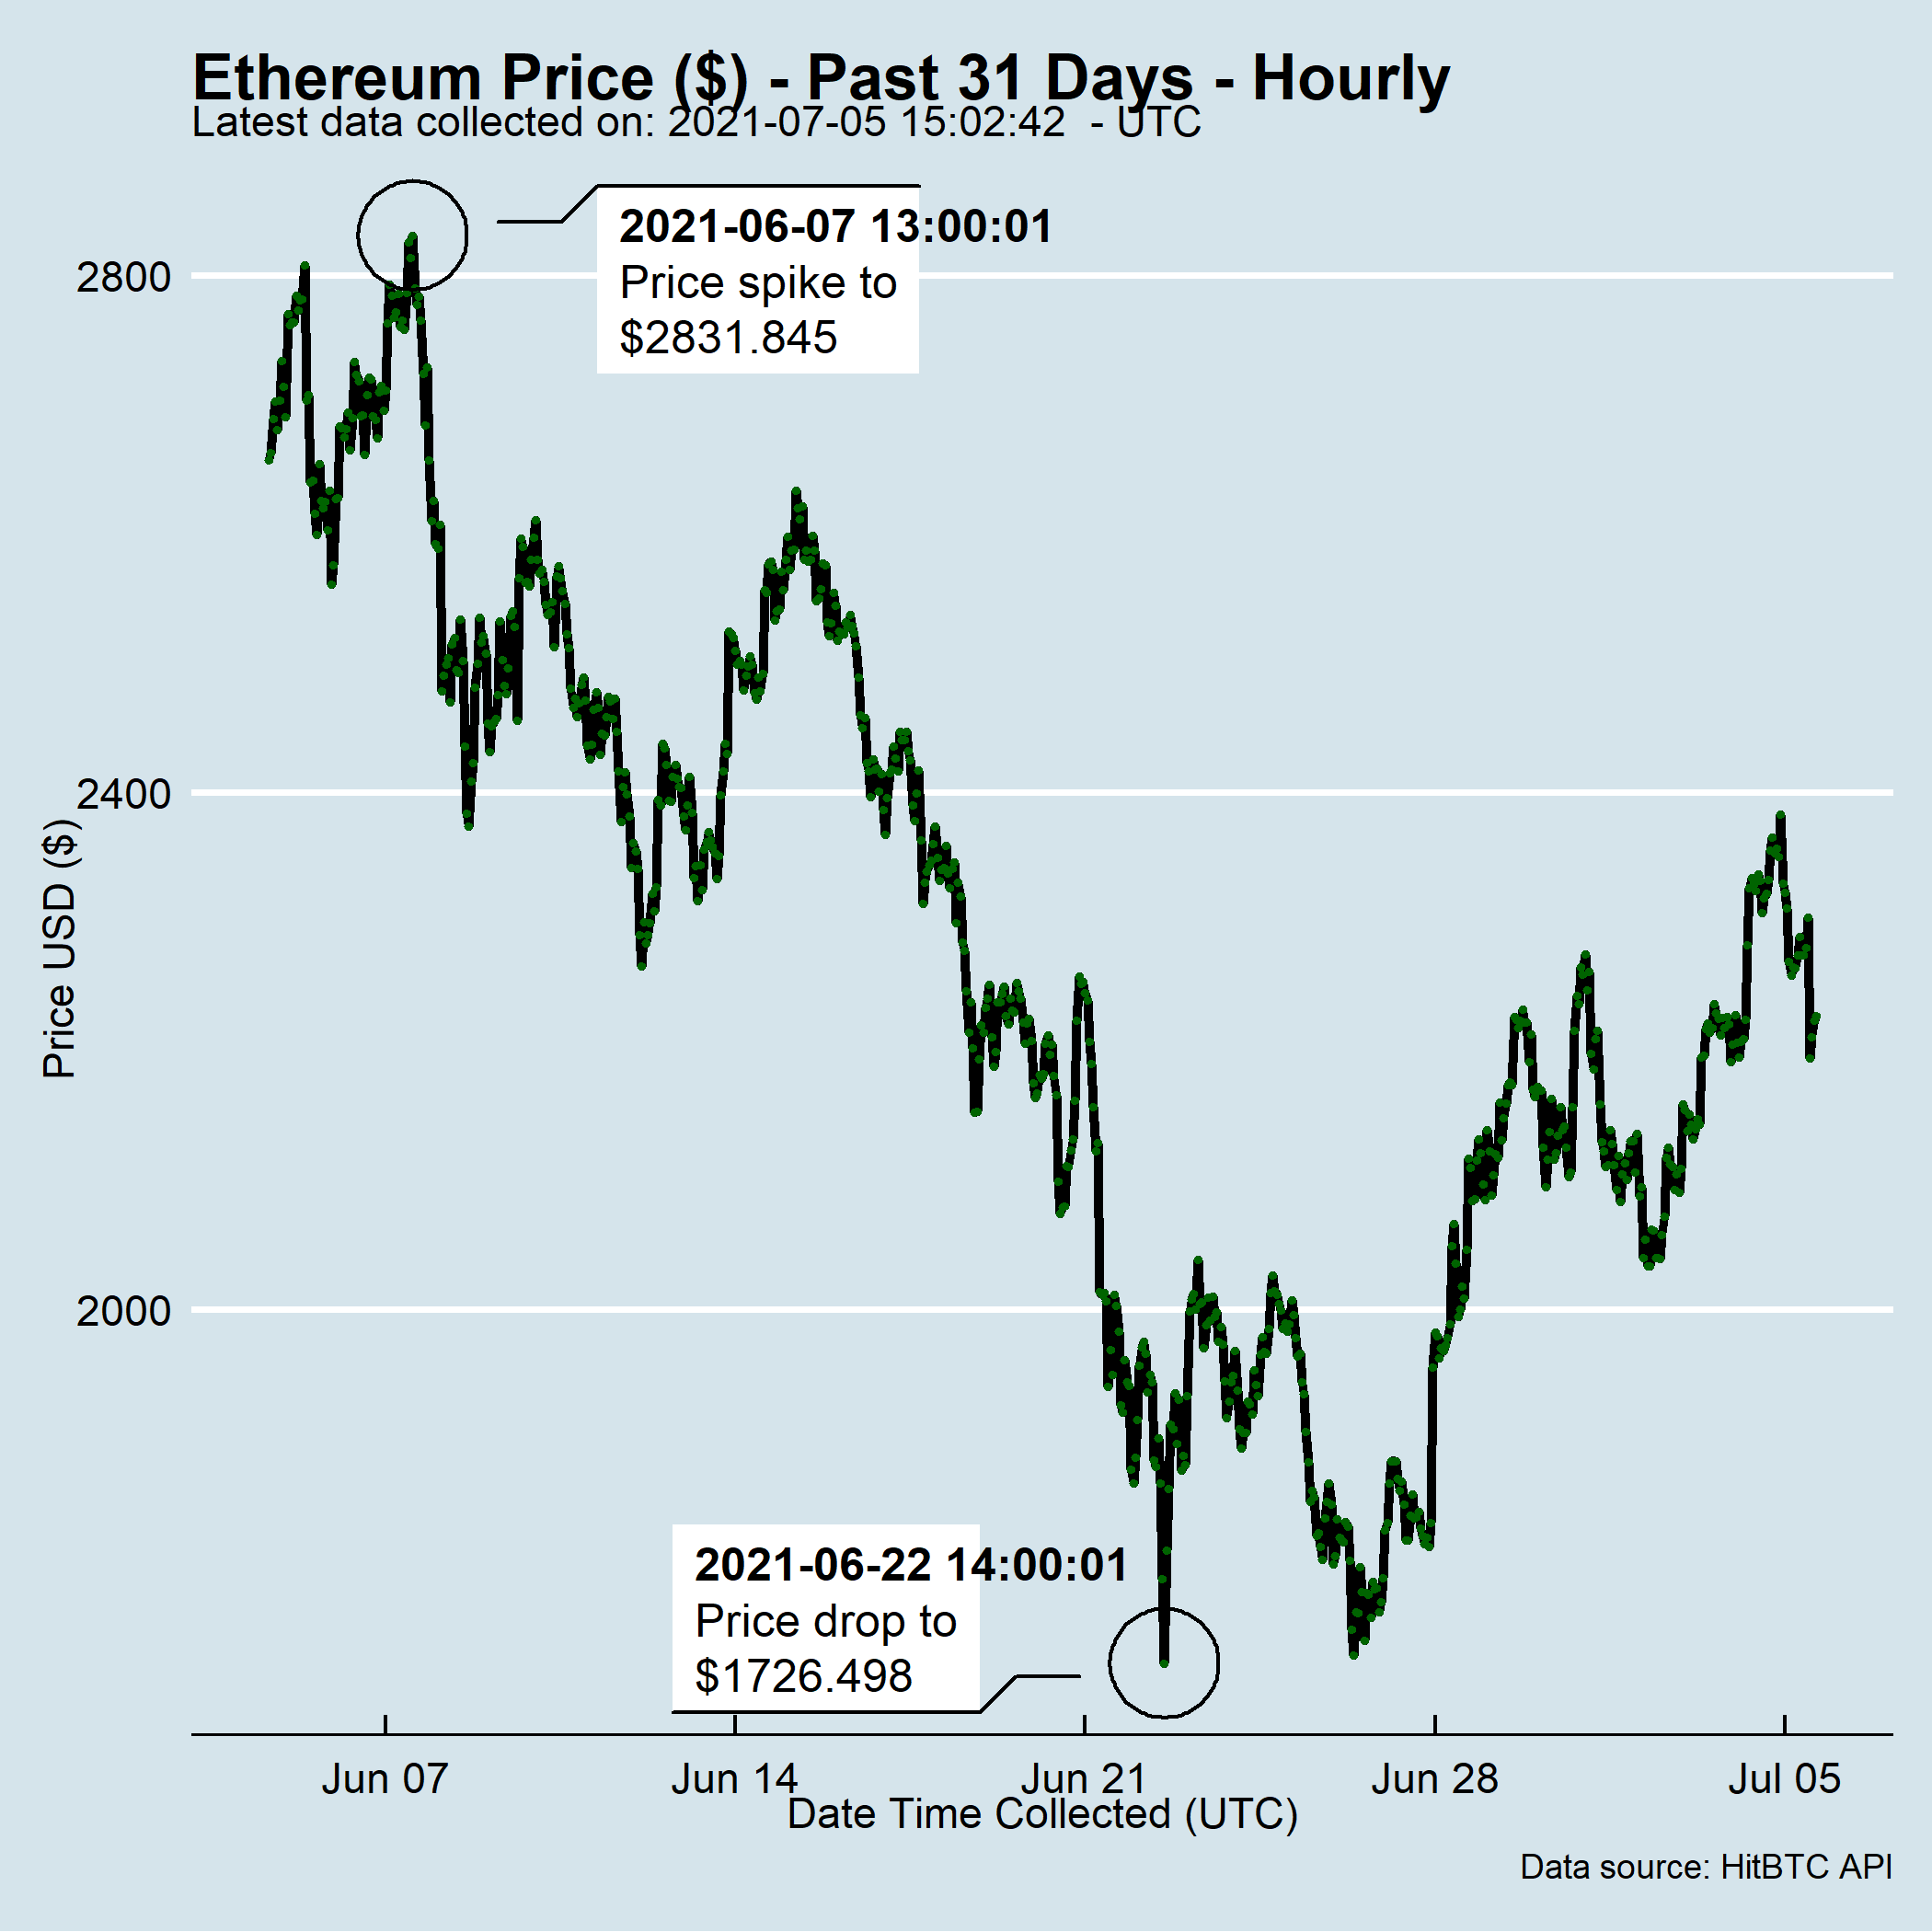 Ethereum Price ($) - Past 31 Days - Hourly
Latest data collected on: 2021-07-05 15:02:42  - UTC
2021-06-07 13:00:01
Price spike to
$2831.845
2800
2400
2000
Price USD ($)
2021-06-22 14:00:01
Price drop to
$1726.498
Jun 07
Jun 14
Jun 21
Jun 28
Jul 05
Date Time Collected (UTC)
Data source: HitBTC API